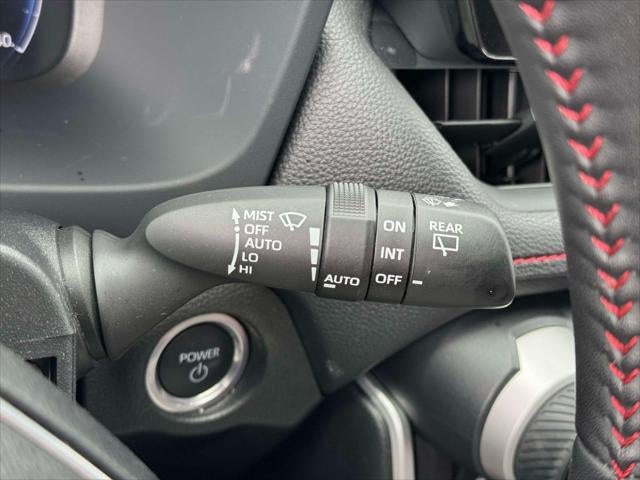 MIST
OFF
AUTO
LO
HI
AUTO
ON
INT
OFF
REAR
POWER